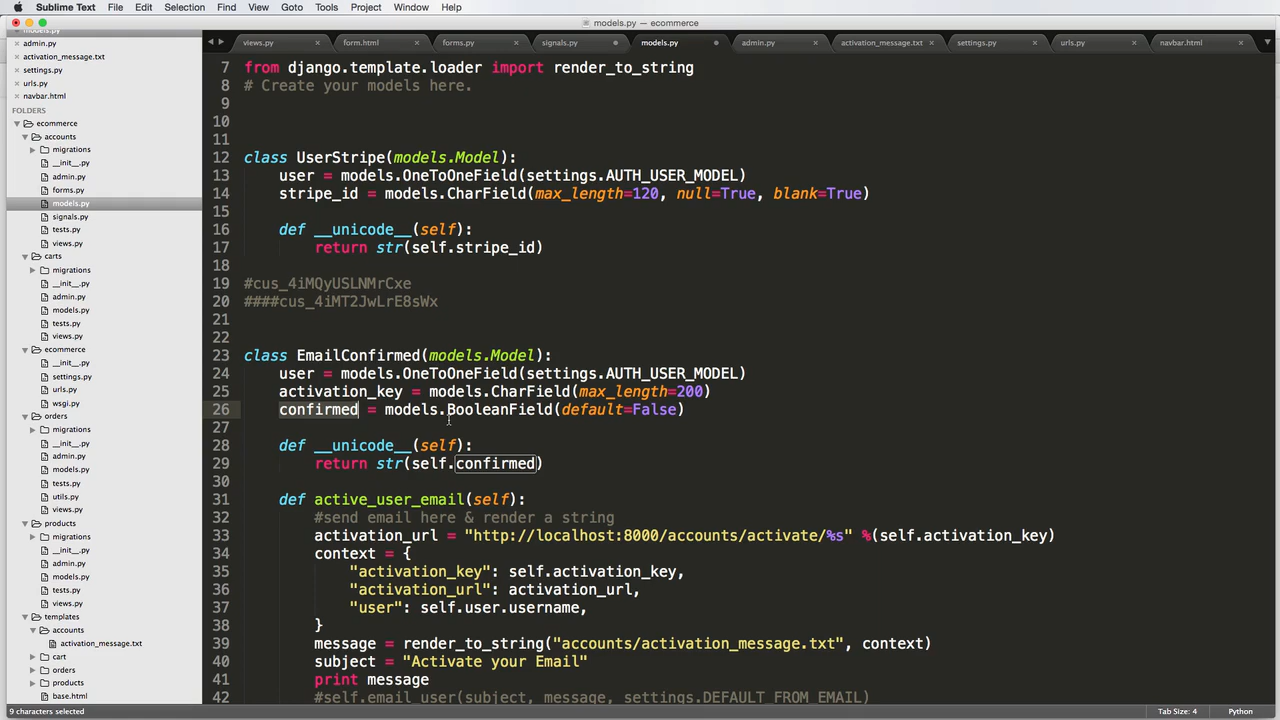 Sublime Text File Edit Selection Find View Goto Tools Project Window Help
models.py — ecommerce
models.py
admin.py
activation_message.txt
settings.py
urls.py
navbar.html
FOLDERS
ecommerce
accounts
migrations
__init__.py
admin.py
forms.py
models.py
signals.py
tests.py
views.py
carts
migrations
__init__.py
admin.py
models.py
tests.py
views.py
ecommerce
__init__.py
settings.py
urls.py
wsgi.py
orders
migrations
__init__.py
admin.py
models.py
tests.py
utils.py
views.py
products
migrations
__init__.py
admin.py
models.py
tests.py
views.py
templates
accounts
activation_message.txt
cart
orders
products
base.html
views.py form.html forms.py signals.py models.py admin.py activation_message.txt settings.py urls.py navbar.html
7 from django.template.loader import render_to_string
8 # Create your models here.
9
10
11
12 class UserStripe(models.Model):
13 user = models.OneToOneField(settings.AUTH_USER_MODEL)
14 stripe_id = models.CharField(max_length=120, null=True, blank=True)
15
16 def __unicode__(self):
17 return str(self.stripe_id)
18
19 #cus_4iMQyUSLNMrCxe
20 ####cus_4iMT2JwLrE8sWx
21
22
23 class EmailConfirmed(models.Model):
24 user = models.OneToOneField(settings.AUTH_USER_MODEL)
25 activation_key = models.CharField(max_length=200)
26 confirmed = models.BooleanField(default=False)
27
28 def __unicode__(self):
29 return str(self.confirmed)
30
31 def active_user_email(self):
32 #send email here & render a string
33 activation_url = "http://localhost:8000/accounts/activate/%s" %(self.activation_key)
34 context = {
35 "activation_key": self.activation_key,
36 "activation_url": activation_url,
37 "user": self.user.username,
38 }
39 message = render_to_string("accounts/activation_message.txt", context)
40 subject = "Activate your Email"
41 print message
42 #self.email_user(subject, message, settings.DEFAULT_FROM_EMAIL)
9 characters selected Tab Size: 4 Python